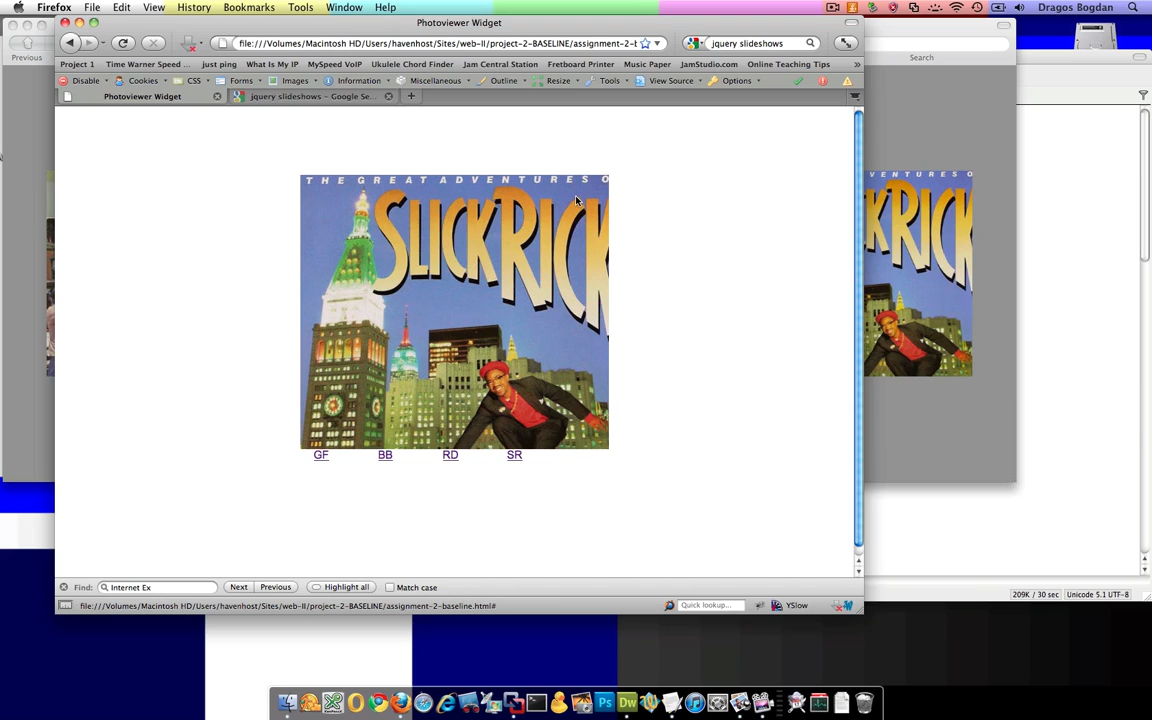 Firefox File Edit View History Bookmarks Tools Window Help Dragos Bogdan
Photoviewer Widget
file:///Volumes/Macintosh HD/Users/havenhost/Sites/web-II/project-2-BASELINE/assignment-2-b jquery slideshows
Previous
Search
Project 1 Time Warner Speed ... just ping What Is My IP MySpeed VoIP Ukulele Chord Finder Jam Central Station Fretboard Printer Music Paper JamStudio.com Online Teaching Tips »
Disable Cookies CSS Forms Images Information Miscellaneous Outline Resize Tools View Source Options
Photoviewer Widget jquery slideshows - Google Se...
THE GREAT ADVENTURES O
VENTURES O
SLICK RICK
K RICK
GF BB RD SR
Find: Internet Ex Next Previous Highlight all Match case
file:///Volumes/Macintosh HD/Users/havenhost/Sites/web-II/project-2-BASELINE/assignment-2-baseline.html# Quick lookup... YSlow
209K / 30 sec Unicode 5.1 UTF-8
Ps Dw